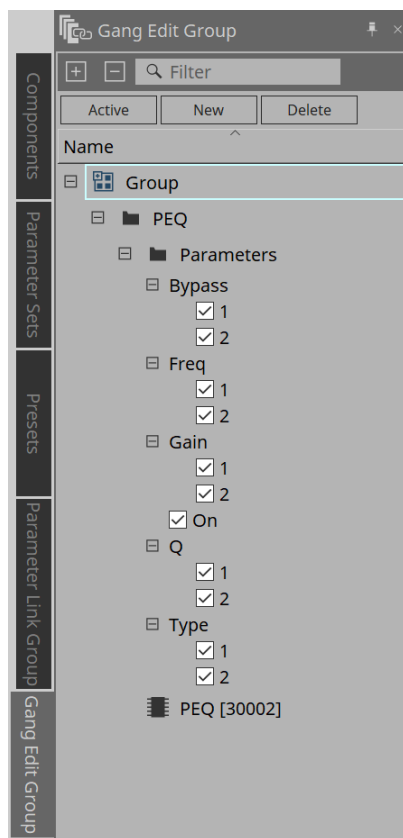 Gang Edit Group
Filter
Active New Delete
Name
Group
PEQ
Parameters
Bypass
1
2
Freq
1
2
Gain
1
2
On
Q
1
2
Type
1
2
PEQ [30002]
Components
Parameter Sets
Presets
Parameter Link Group
Gang Edit Group